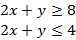 2x + y ≥ 8
2x + y ≤ 4